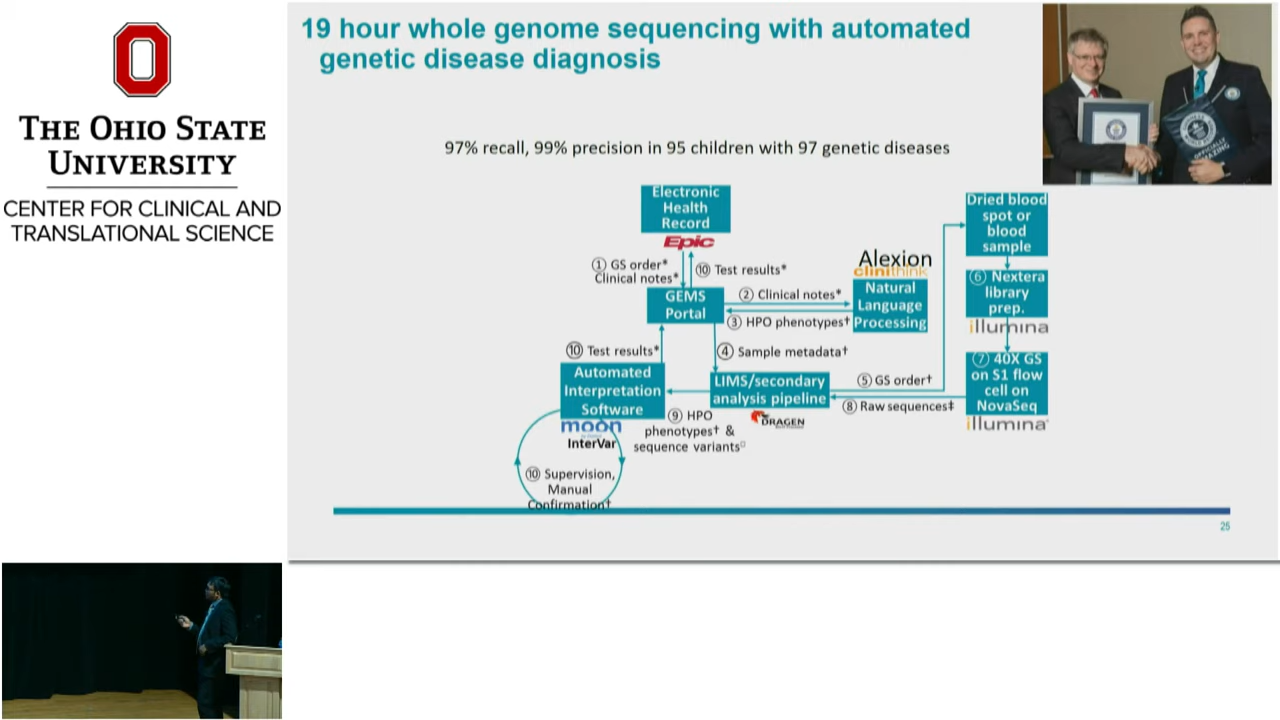 THE OHIO STATE
UNIVERSITY
CENTER FOR CLINICAL AND
TRANSLATIONAL SCIENCE
19 hour whole genome sequencing with automated
genetic disease diagnosis
97% recall, 99% precision in 95 children with 97 genetic diseases
Electronic
Health
Record
Epic
① GS order*
Clinical notes*
⑩ Test results*
GEMS
Portal
② Clinical notes*
③ HPO phenotypes†
Alexion
clinithink
Natural
Language
Processing
Dried blood
spot or
blood
sample
⑥ Nextera
library
prep.
illumina
⑦ 40X GS
on S1 flow
cell on
NovaSeq
illumina
⑩ Test results*
④ Sample metadata†
Automated
Interpretation
Software
moon
InterVar
LIMS/secondary
analysis pipeline
DRAGEN
⑤ GS order†
⑧ Raw sequences‡
⑨ HPO
phenotypes† &
sequence variants□
⑩ Supervision,
Manual
Confirmation†
25